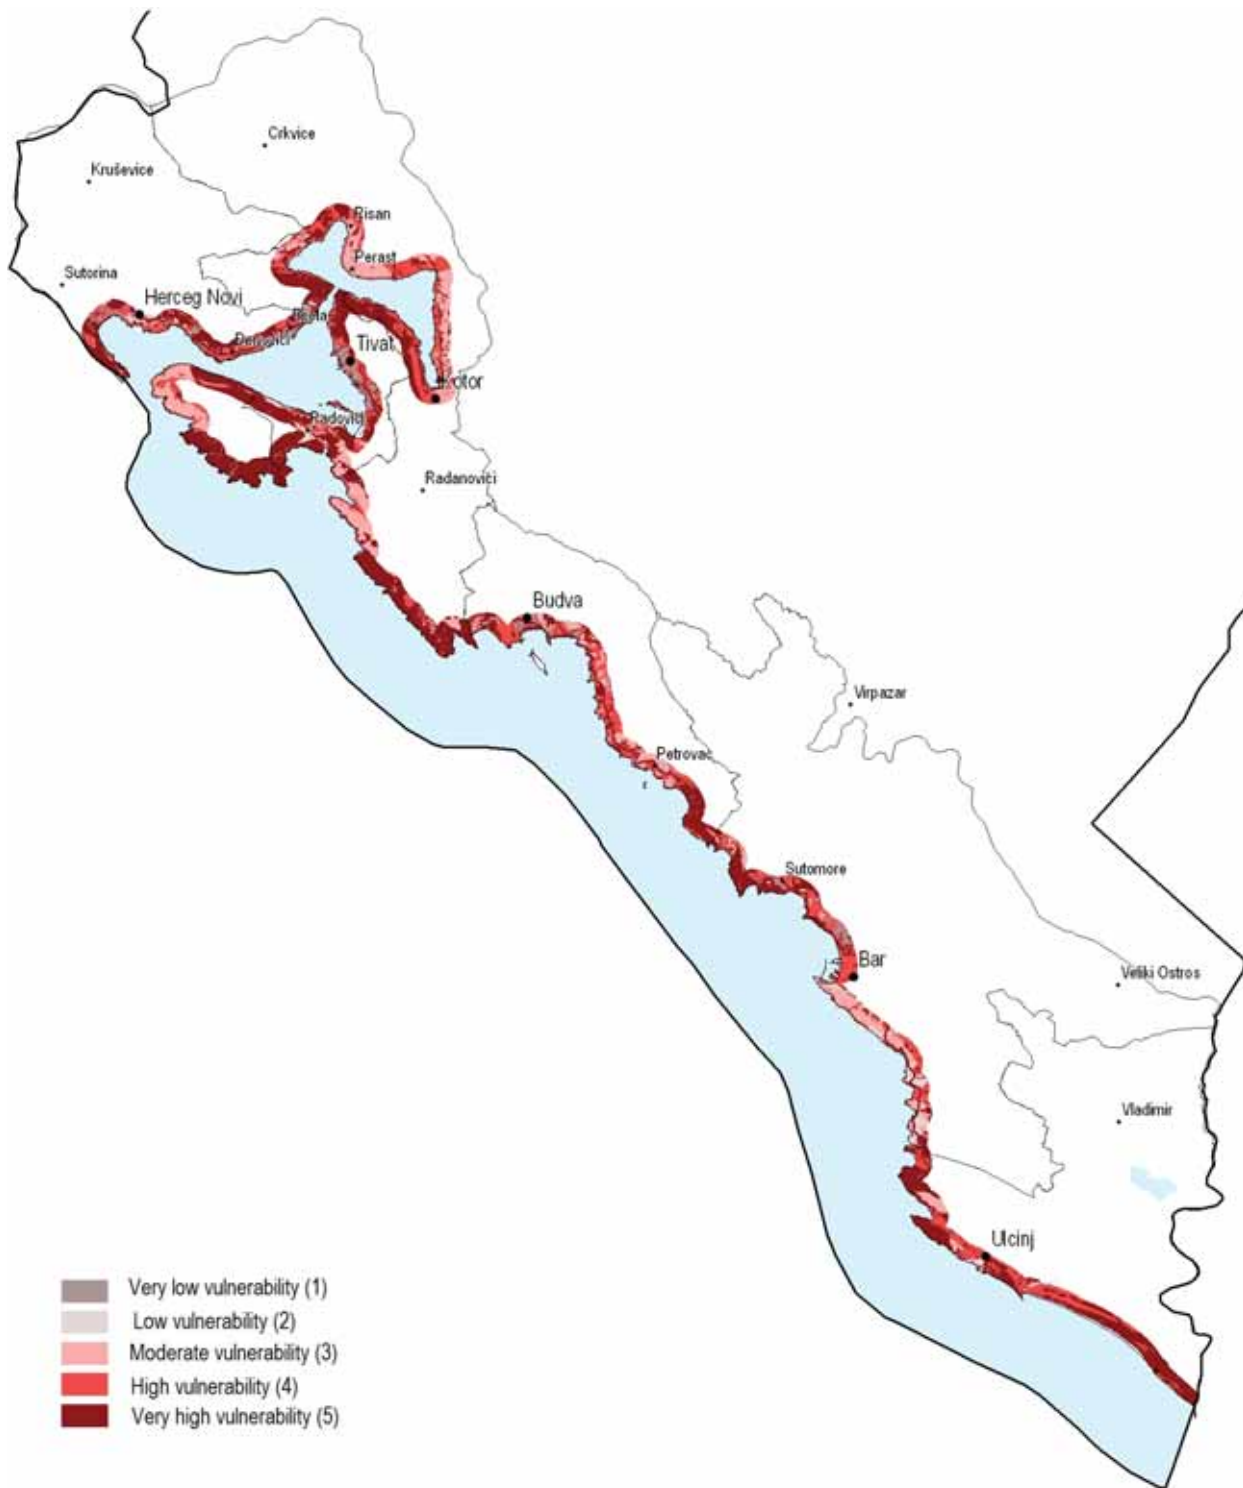 Crkvice
Kruševice
Risan
Perast
Sutorina
Herceg Novi
Tivat
Kotor
Radovići
Radanovići
Budva
Virpazar
Petrovac
Sutomore
Bar
Veliki Ostros
Vladimir
Ulcinj
Very low vulnerability (1)
Low vulnerability (2)
Moderate vulnerability (3)
High vulnerability (4)
Very high vulnerability (5)